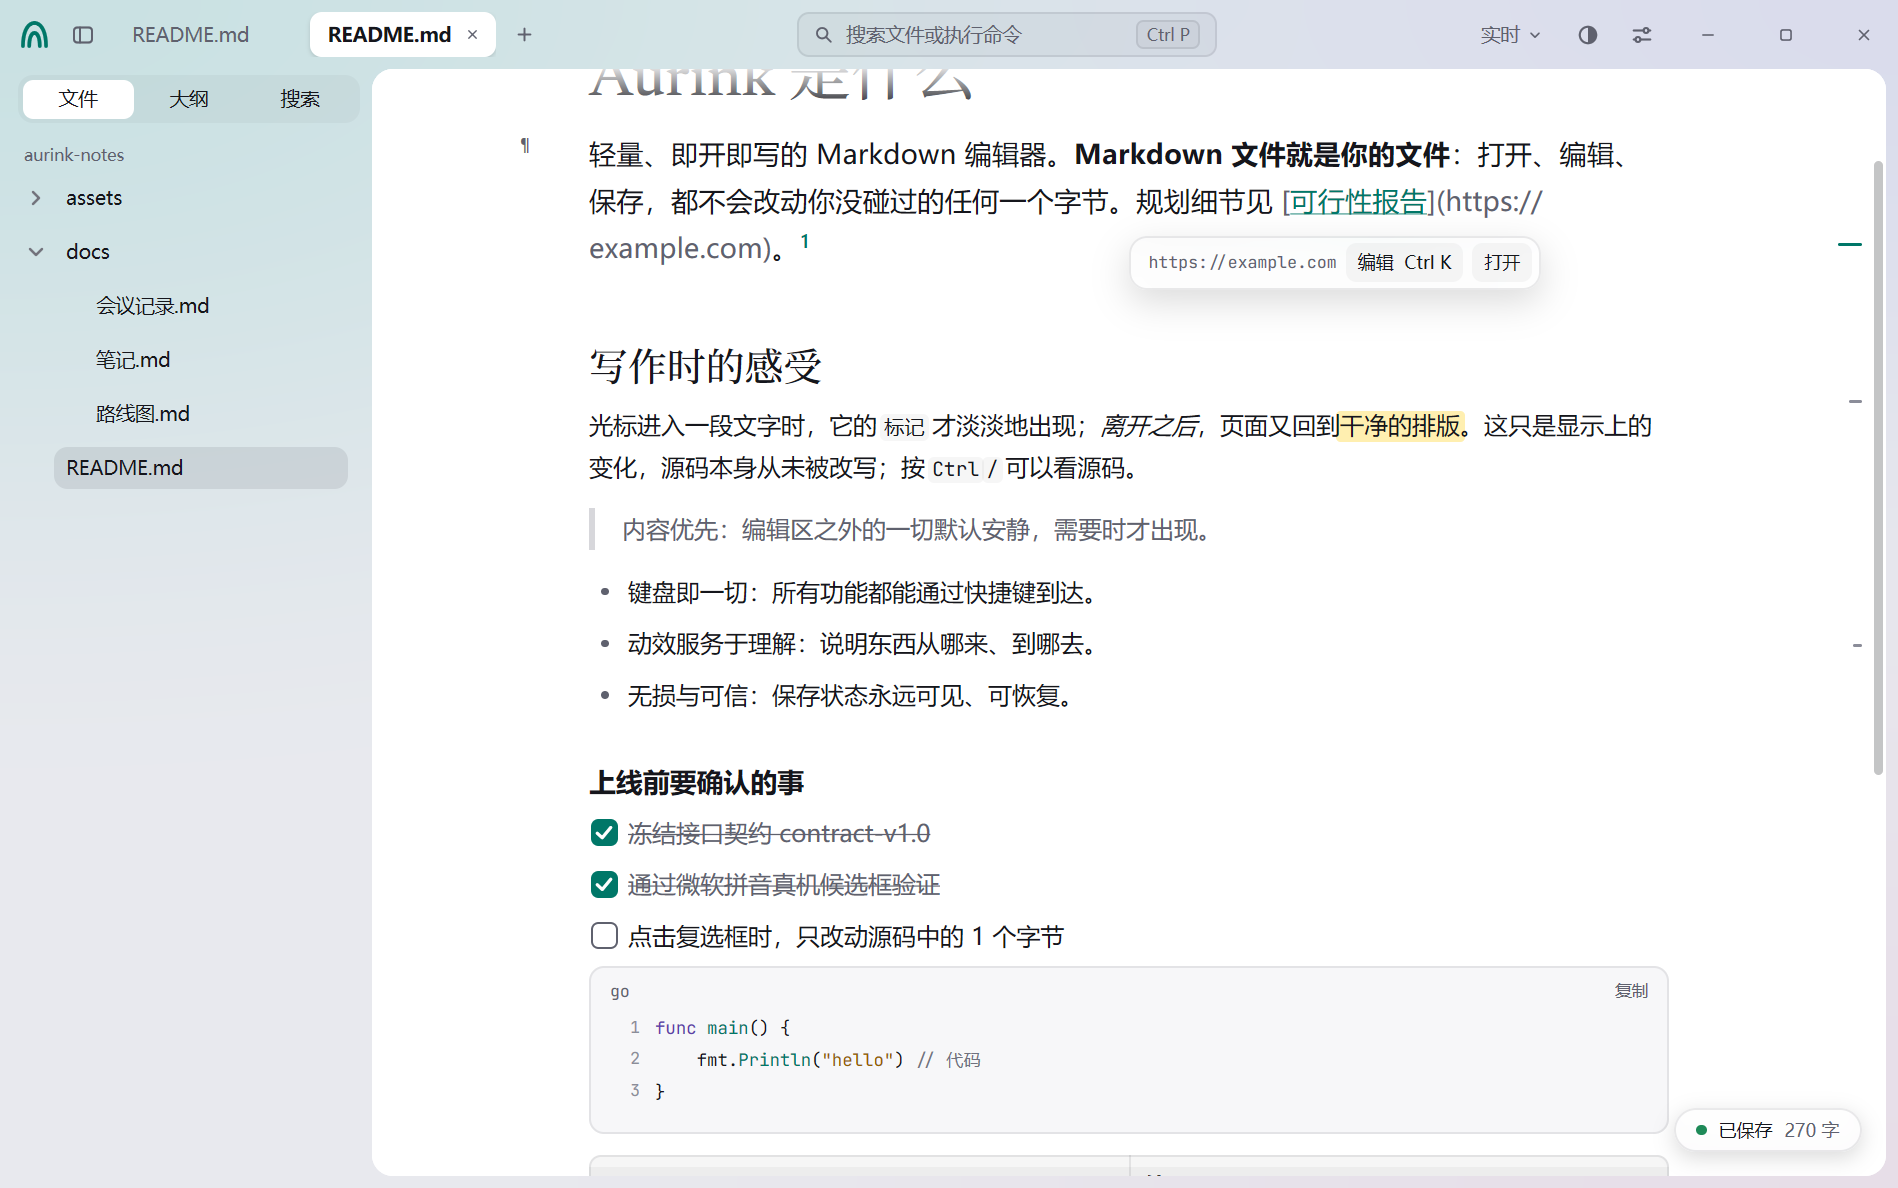 README.md
README.md
搜索文件或执行命令 Ctrl P
实时
文件 大纲 搜索
aurink-notes
assets
docs
会议记录.md
笔记.md
路线图.md
README.md
Aurink 是什么
¶
轻量、即开即写的 Markdown 编辑器。Markdown 文件就是你的文件：打开、编辑、
保存，都不会改动你没碰过的任何一个字节。规划细节见 [可行性报告](https://
example.com)。1
https://example.com 编辑 Ctrl K 打开
写作时的感受
光标进入一段文字时，它的 标记 才淡淡地出现；离开之后，页面又回到干净的排版。这只是显示上的
变化，源码本身从未被改写；按 Ctrl / 可以看源码。
内容优先：编辑区之外的一切默认安静，需要时才出现。
• 键盘即一切：所有功能都能通过快捷键到达。
• 动效服务于理解：说明东西从哪来、到哪去。
• 无损与可信：保存状态永远可见、可恢复。
上线前要确认的事
冻结接口契约 contract-v1.0
通过微软拼音真机候选框验证
点击复选框时，只改动源码中的 1 个字节
go 复制
1 func main() {
2 fmt.Println("hello") // 代码
3 }
已保存 270 字